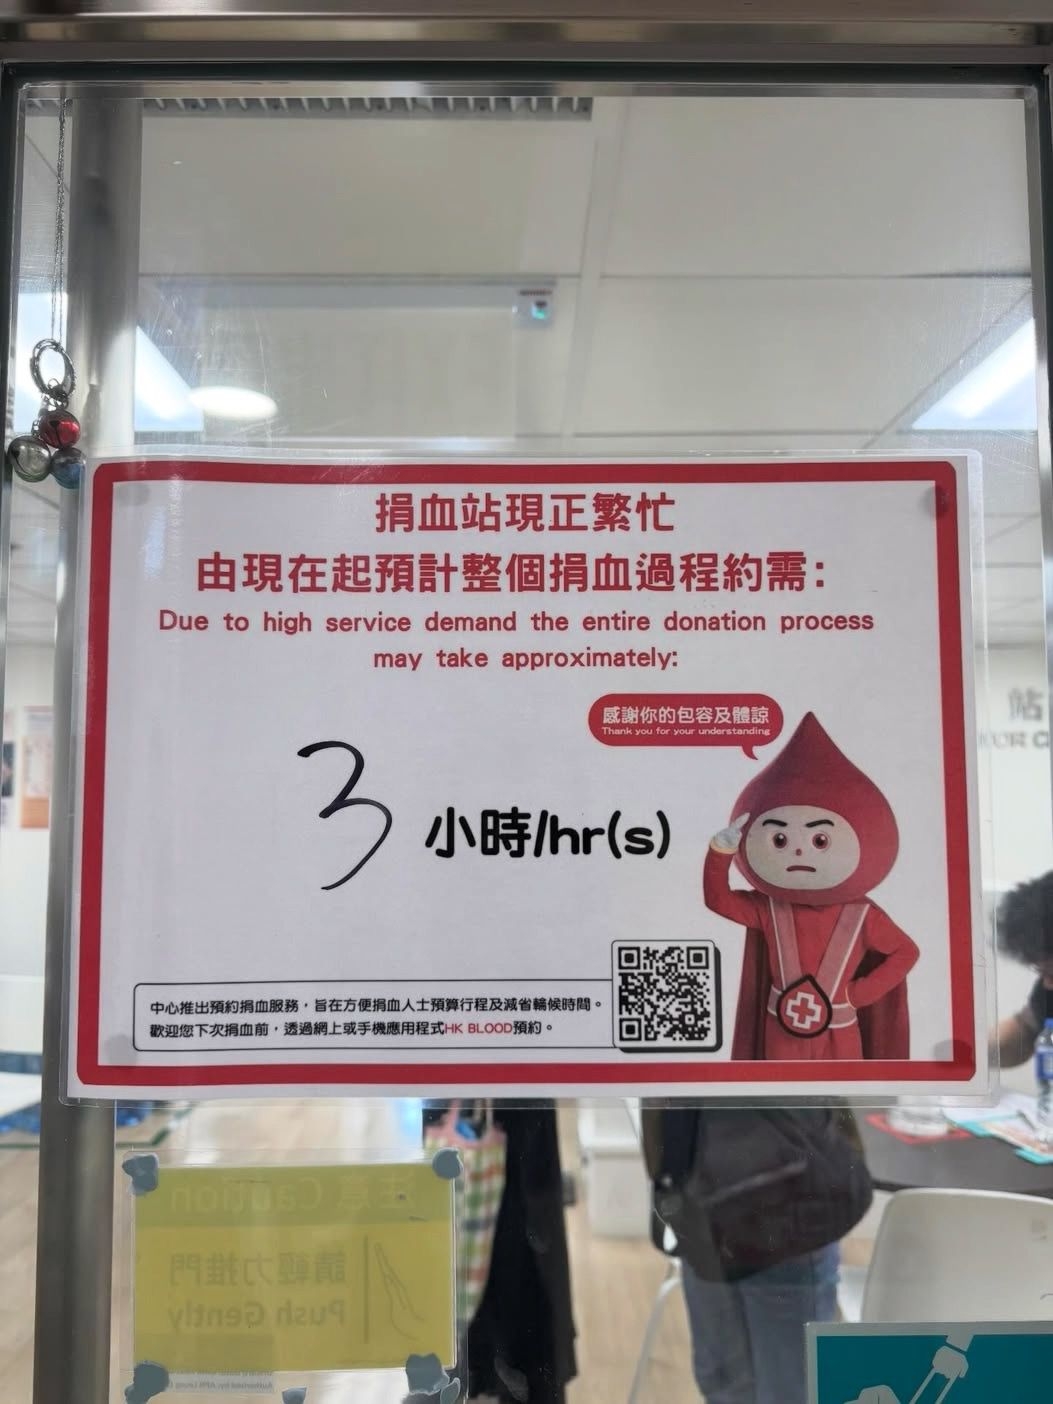 捐血站現正繁忙
由現在起預計整個捐血過程約需：
Due to high service demand the entire donation process
may take approximately:
感謝你的包容及體諒
Thank you for your understanding
3 小時/hr(s)
中心推出預約捐血服務，旨在方便捐血人士預算行程及減省輪候時間。
歡迎您下次捐血前，透過網上或手機應用程式HK BLOOD預約。
站
注意 Caution
請輕力推門
Push Gently